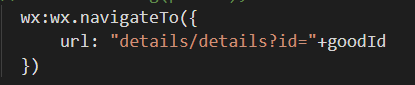 wx:wx.navigateTo({
url: "details/details?id="+goodId
})